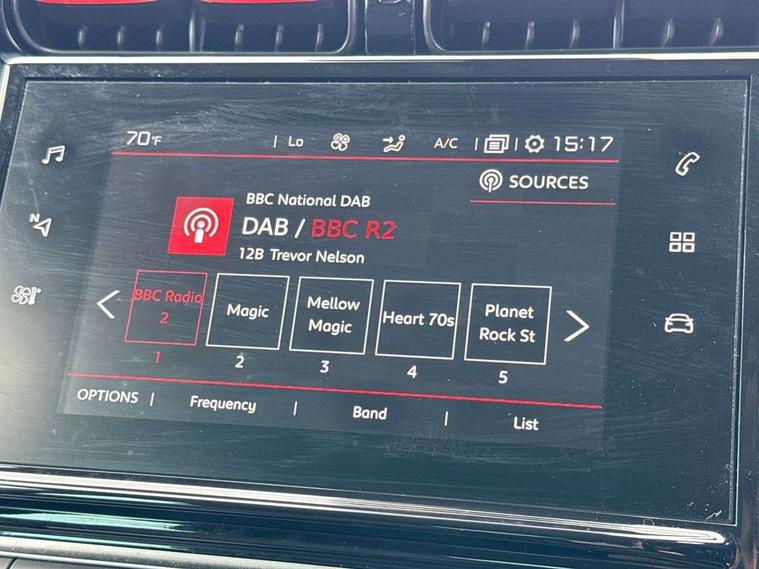 70°F | Lo A/C | | 15:17
SOURCES
BBC National DAB
DAB / BBC R2
12B Trevor Nelson
N
BBC Radio
2
Magic
Mellow
Magic
Heart 70s
Planet
Rock St
1 2 3 4 5
OPTIONS | Frequency | Band | List